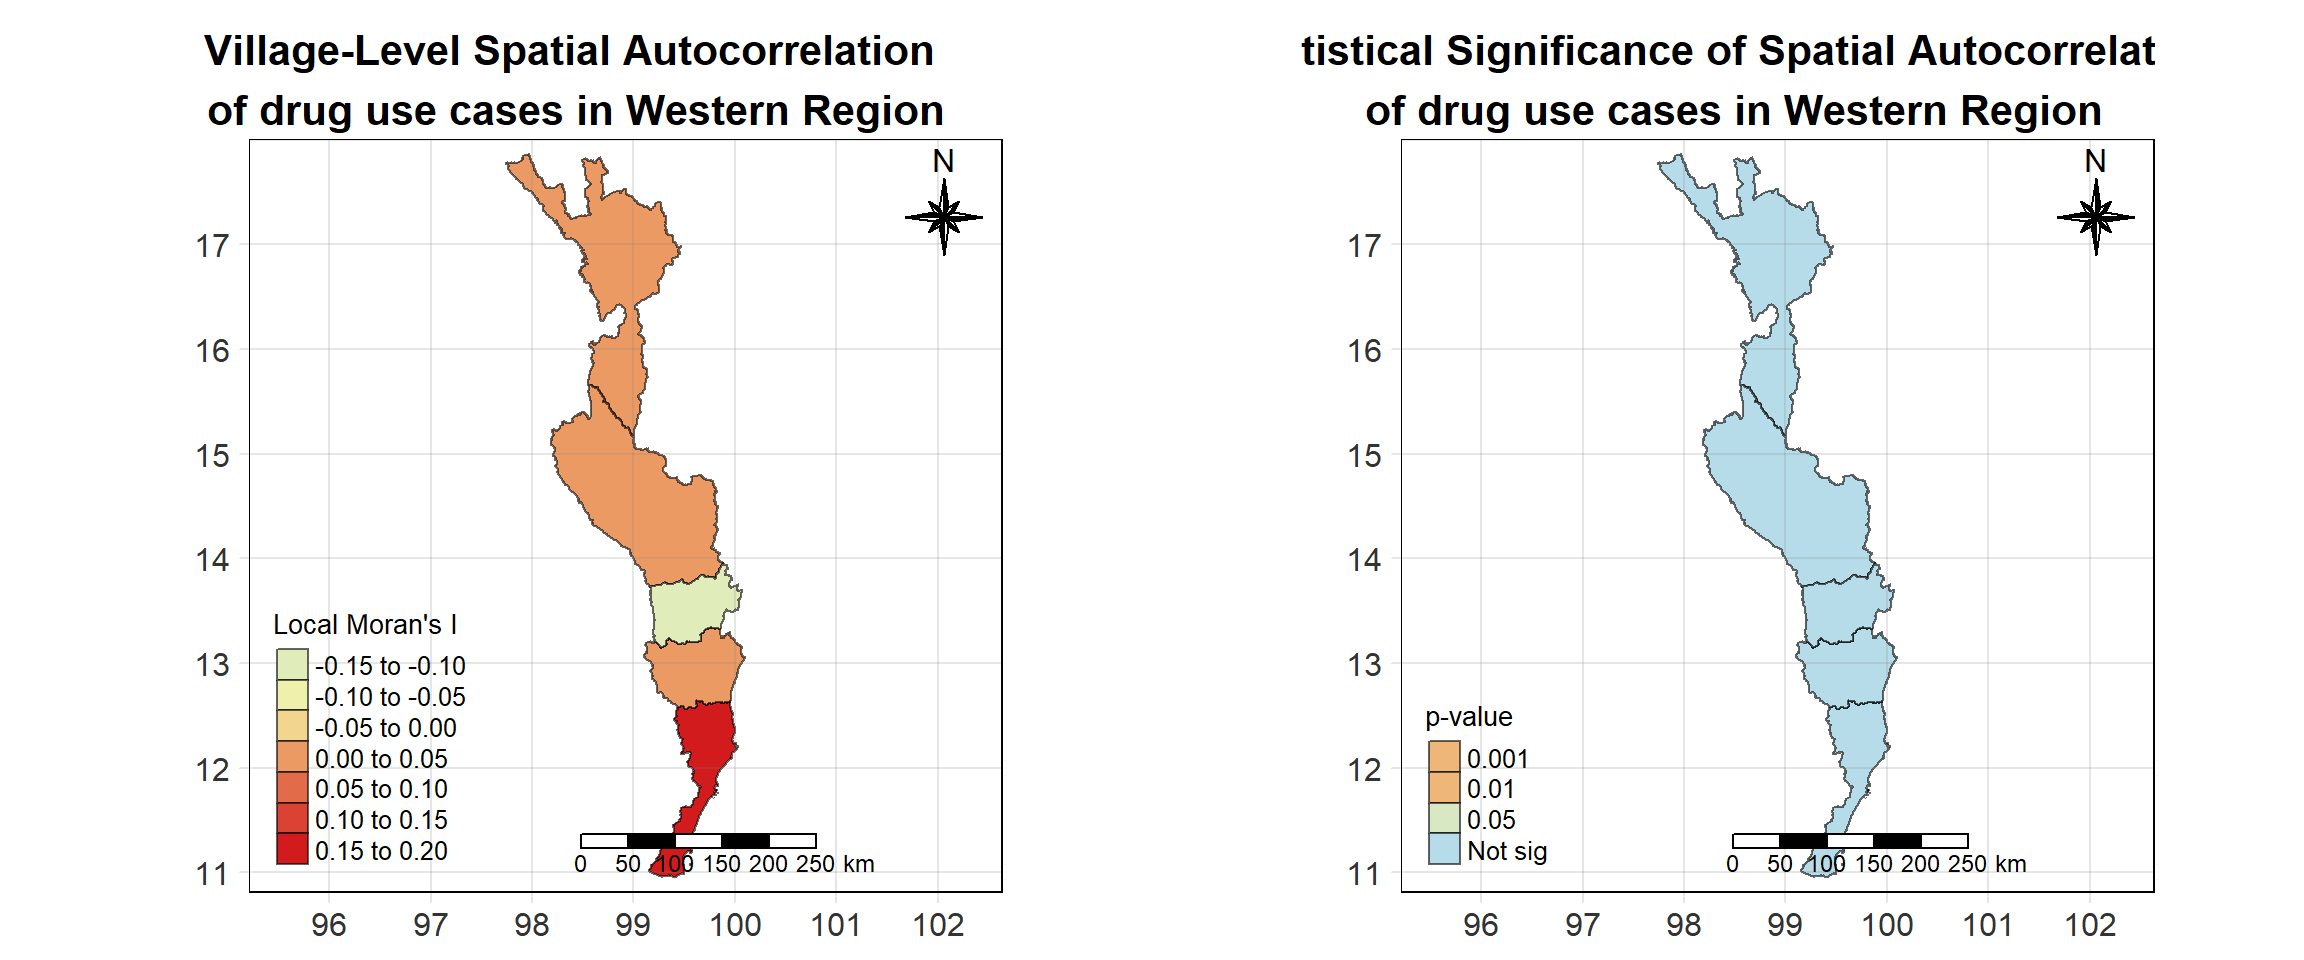 Village-Level Spatial Autocorrelation
of drug use cases in Western Region
N
17
16
15
14
13
12
11
Local Moran's I
-0.15 to -0.10
-0.10 to -0.05
-0.05 to 0.00
0.00 to 0.05
0.05 to 0.10
0.10 to 0.15
0.15 to 0.20
0 50 100 150 200 250 km
96 97 98 99 100 101 102
tistical Significance of Spatial Autocorrelat
of drug use cases in Western Region
N
17
16
15
14
13
12
11
p-value
0.001
0.01
0.05
Not sig
0 50 100 150 200 250 km
96 97 98 99 100 101 102